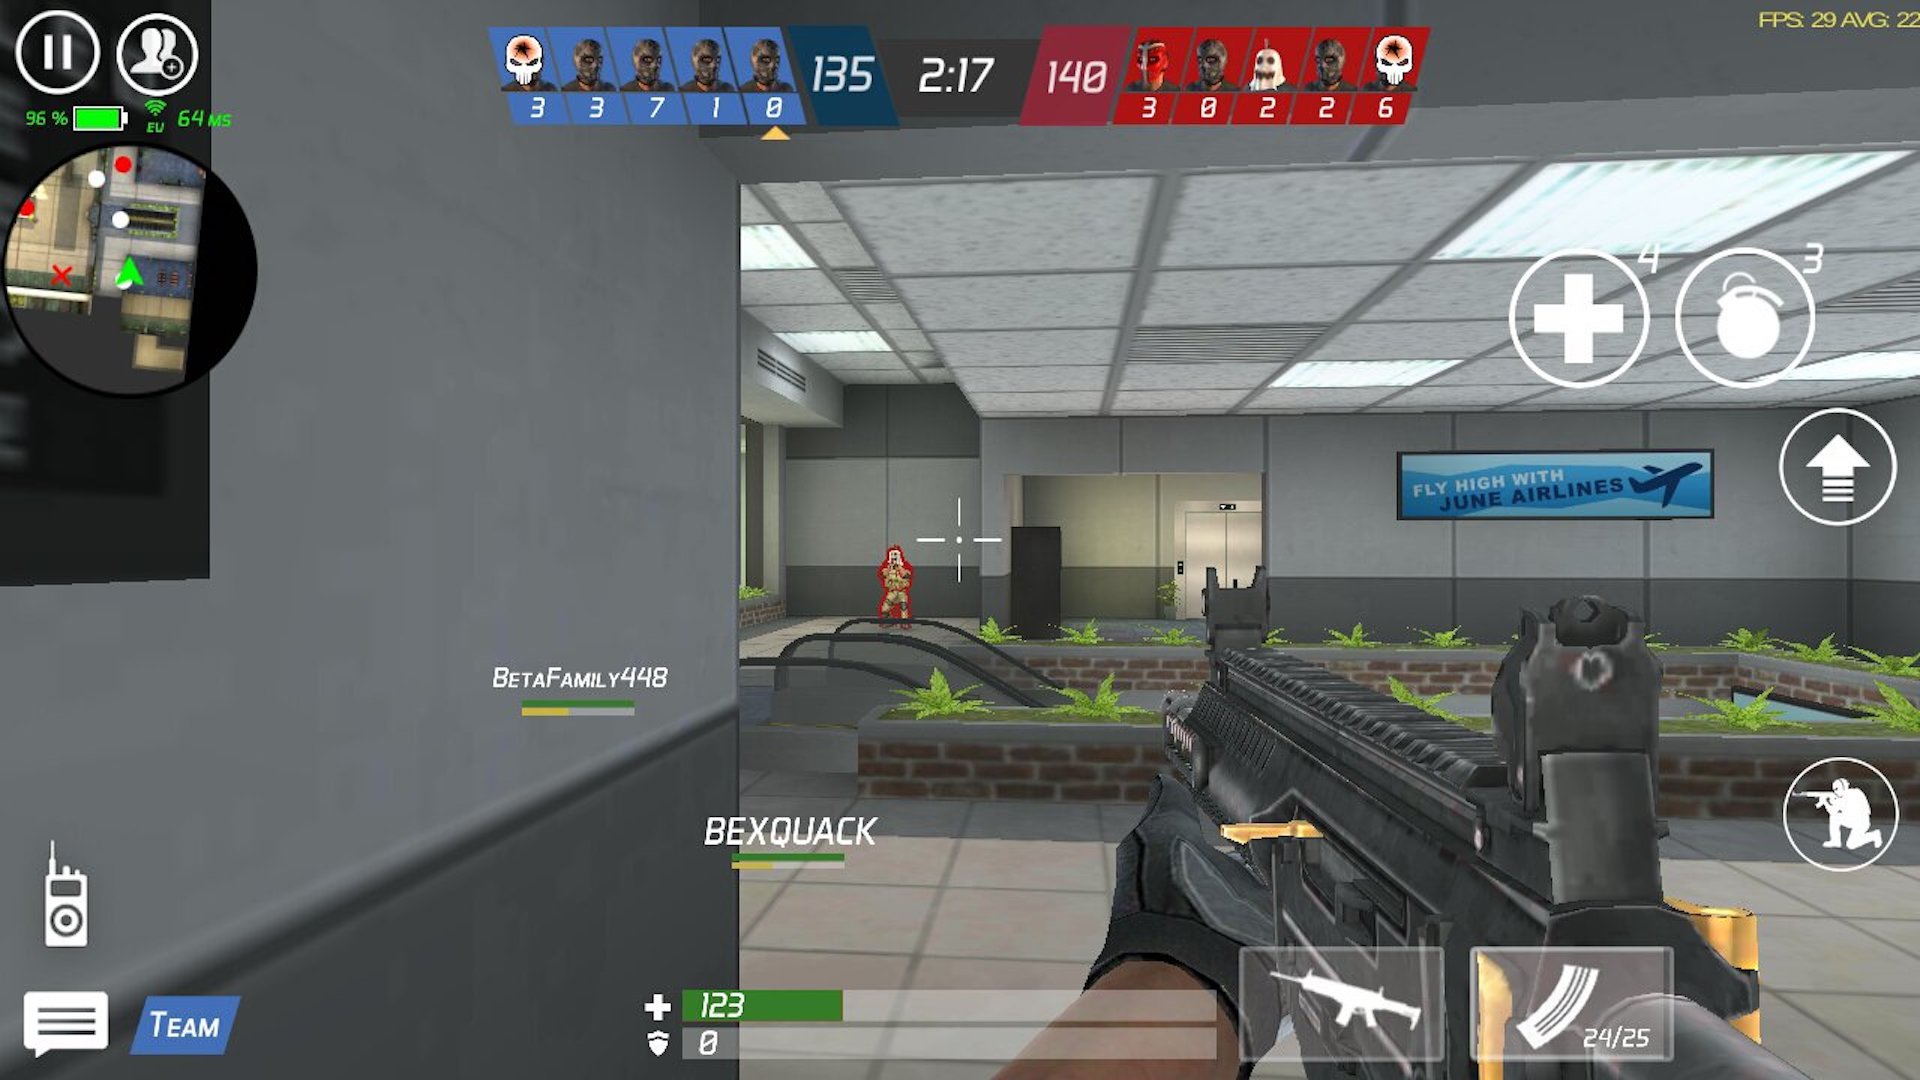 FPS: 29 AVG: 22
135
2:17
140
3 3 7 1 0
3 0 2 2 6
96 %
EU
64 MS
4
3
FLY HIGH WITH
JUNE AIRLINES
BETAFAMILY448
BEXQUACK
123
0
TEAM
24/25